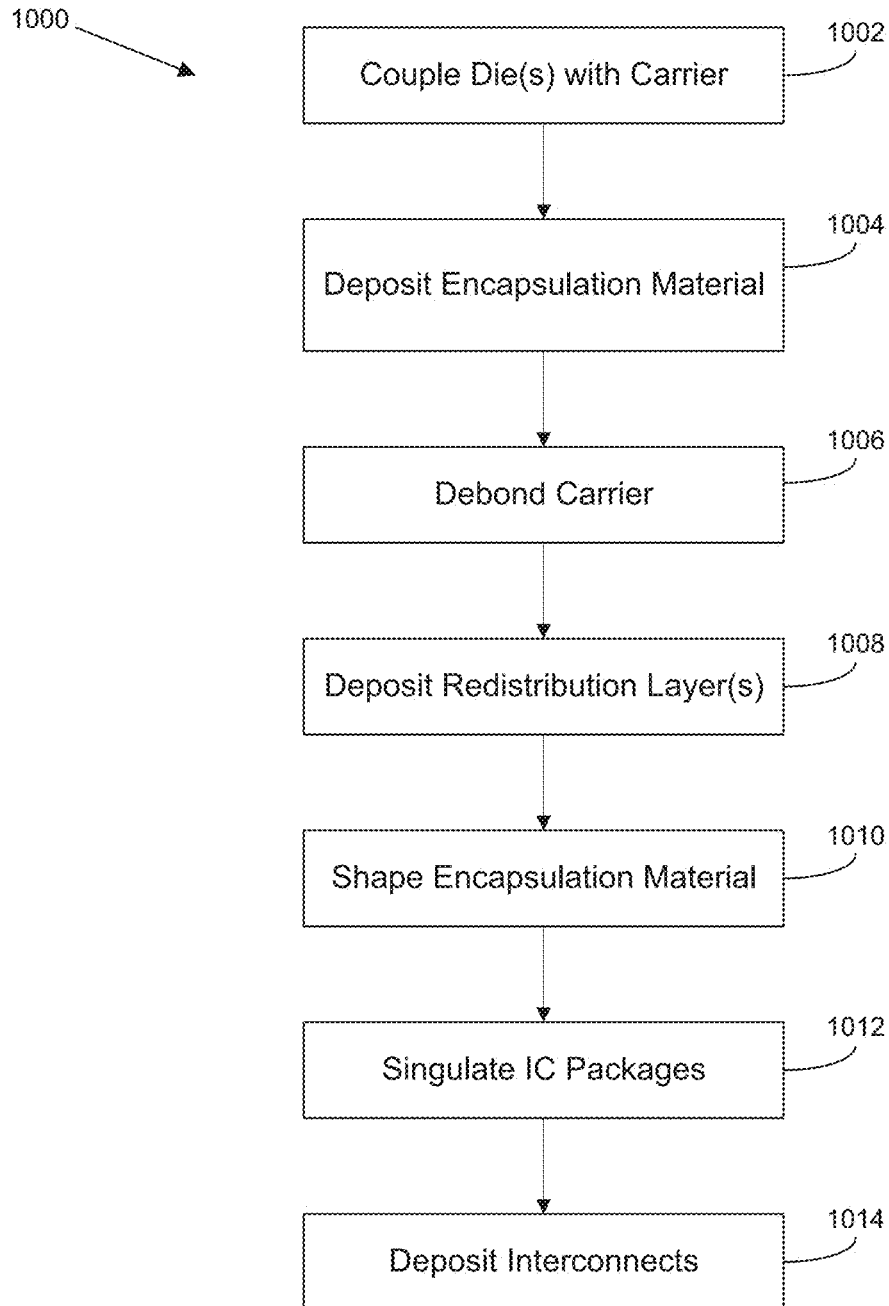 1000
1002
Couple Die(s) with Carrier
1004
Deposit Encapsulation Material
1006
Debond Carrier
1008
Deposit Redistribution Layer(s)
1010
Shape Encapsulation Material
1012
Singulate IC Packages
1014
Deposit Interconnects